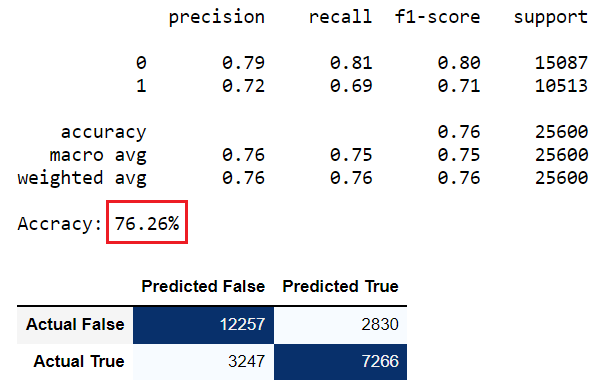 precision recall f1-score support
0 0.79 0.81 0.80 15087
1 0.72 0.69 0.71 10513
accuracy 0.76 25600
macro avg 0.76 0.75 0.75 25600
weighted avg 0.76 0.76 0.76 25600
Accracy: 76.26%
Predicted False Predicted True
Actual False 12257 2830
Actual True 3247 7266